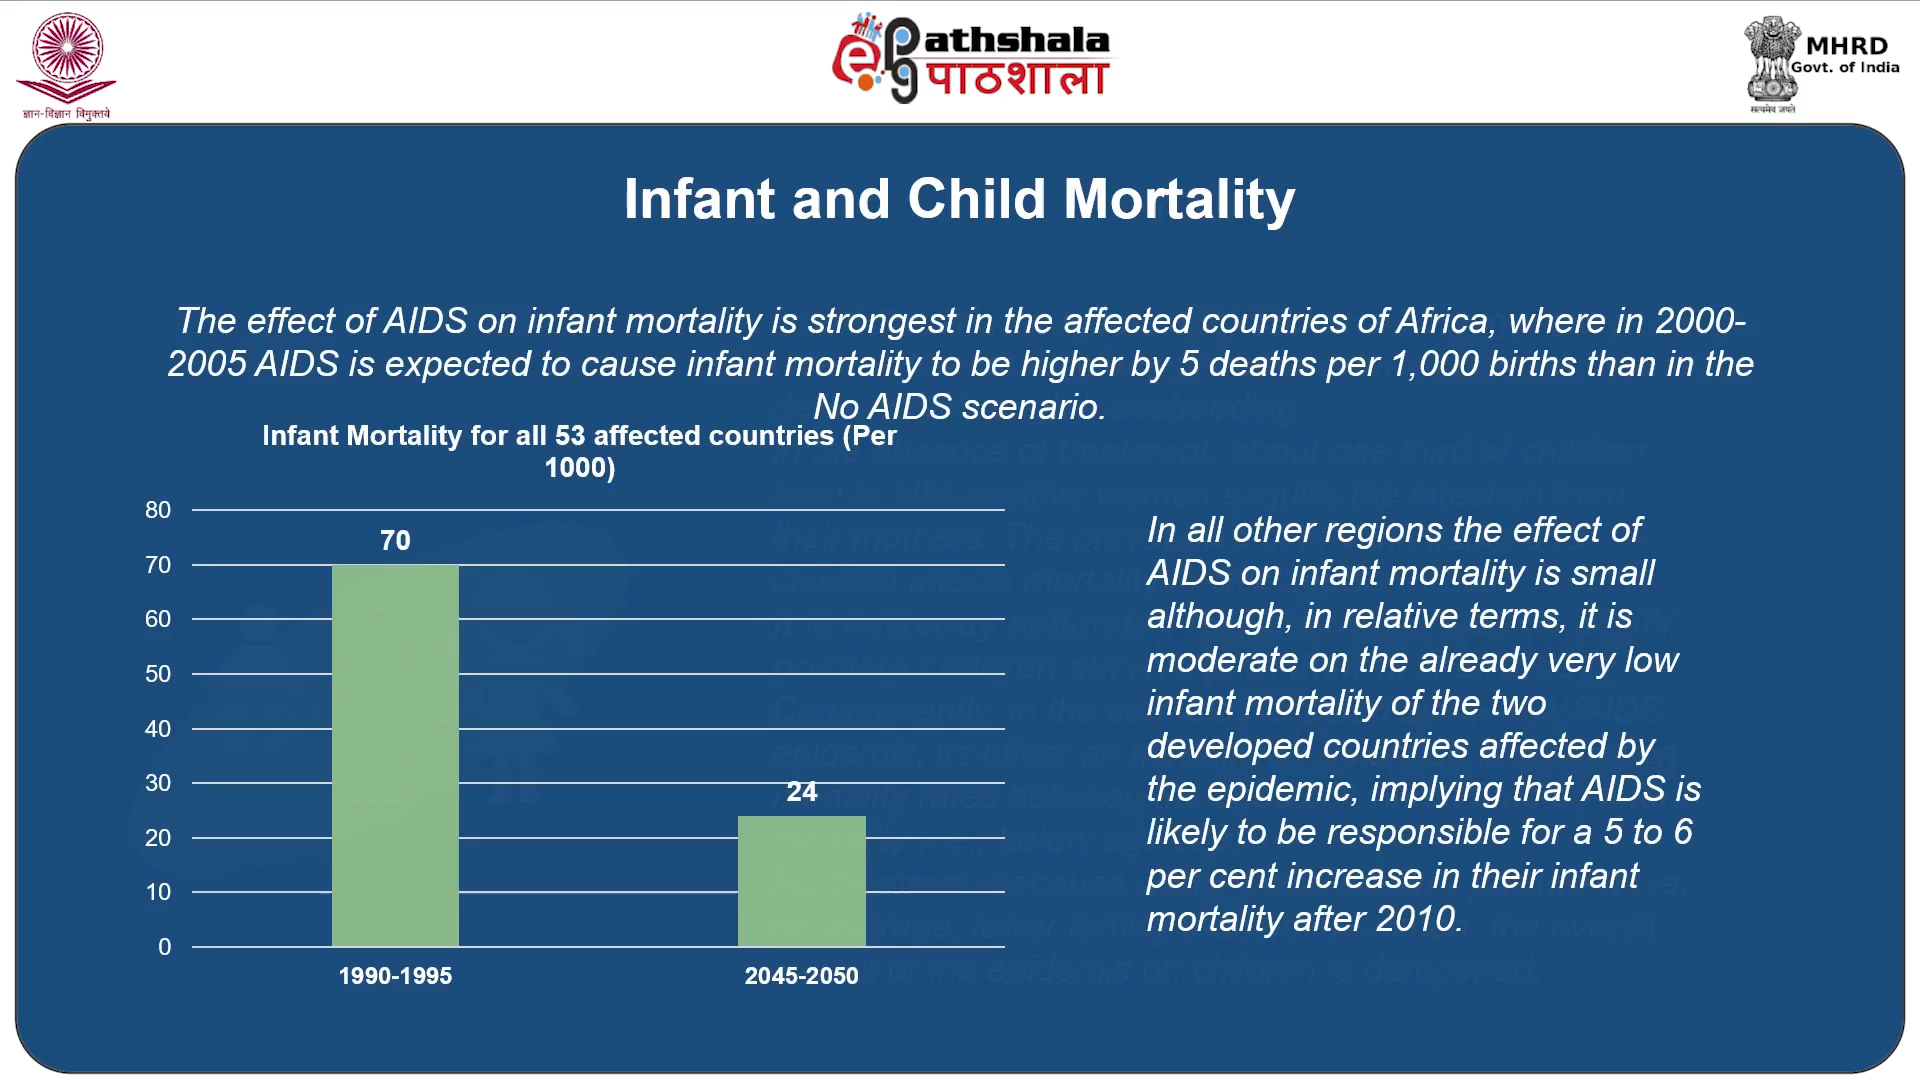 ज्ञान-विज्ञान विमुक्तये
ePG Pathshala
पाठशाला
सत्यमेव जयते
MHRD
Govt. of India
Infant and Child Mortality
The effect of AIDS on infant mortality is strongest in the affected countries of Africa, where in 2000-
2005 AIDS is expected to cause infant mortality to be higher by 5 deaths per 1,000 births than in the
No AIDS scenario.
Infant Mortality for all 53 affected countries (Per
1000)
80
70
60
50
40
30
20
10
0
70
24
1990-1995
2045-2050
In all other regions the effect of
AIDS on infant mortality is small
although, in relative terms, it is
moderate on the already very low
infant mortality of the two
developed countries affected by
the epidemic, implying that AIDS is
likely to be responsible for a 5 to 6
per cent increase in their infant
mortality after 2010.